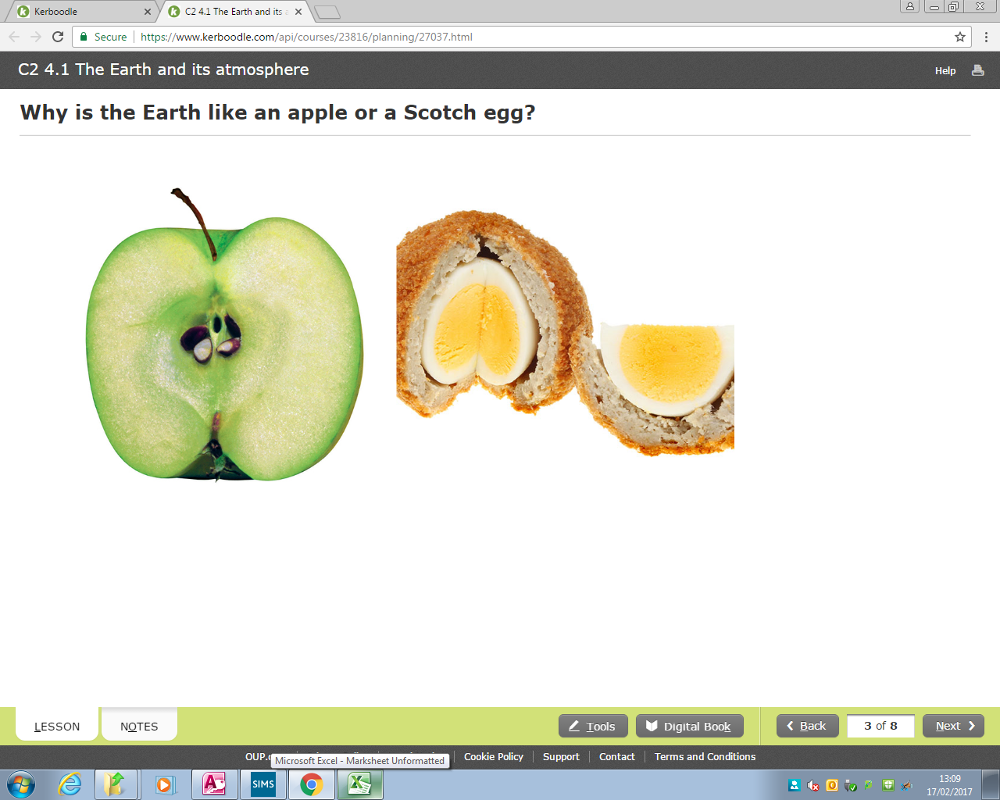 Kerboodle
C2 4.1 The Earth and its a
Secure
https://www.kerboodle.com/api/courses/23816/planning/27037.html
C2 4.1 The Earth and its atmosphere
Help
Why is the Earth like an apple or a Scotch egg?
LESSON
NOTES
Tools
Digital Book
Back
3 of 8
Next
OUP.c
Cookie Policy
Support
Contact
Terms and Conditions
Microsoft Excel - Marksheet Unformatted
SIMS
13:09
17/02/2017